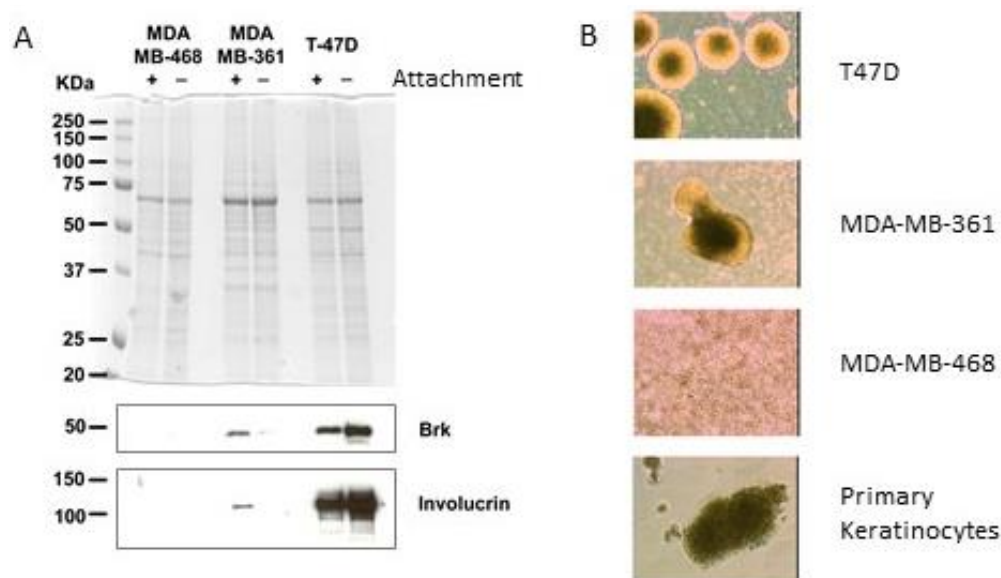 A
MDA MB-468
MDA MB-361
T-47D
KDa
+ − + − + −
Attachment
250
150
100
75
50
37
25
20
50
Brk
150
100
Involucrin
B
T47D
MDA-MB-361
MDA-MB-468
Primary
Keratinocytes